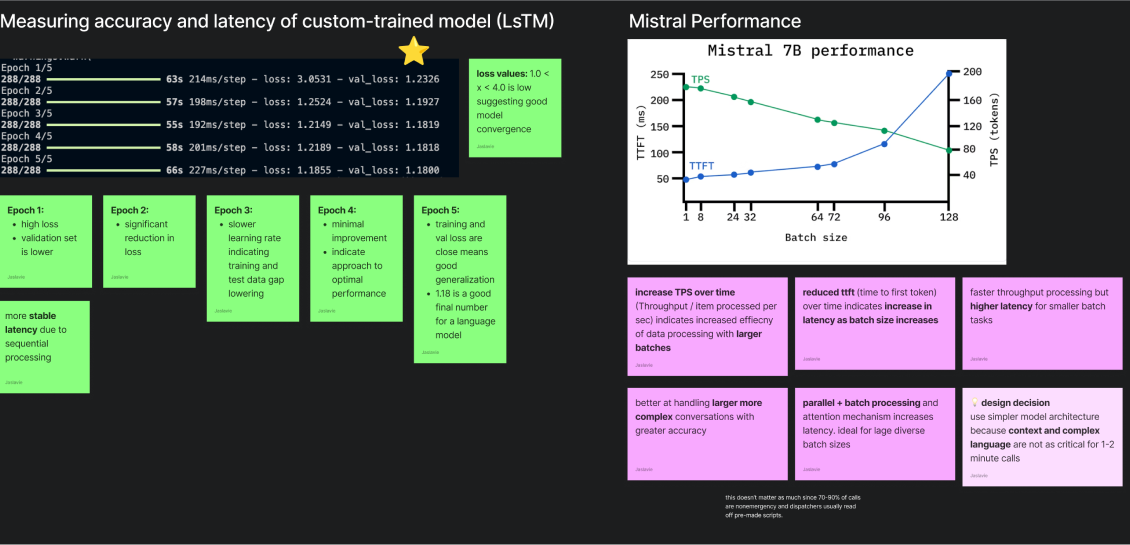 Measuring accuracy and latency of custom-trained model (LsTM)
Epoch 1/5
288/288 63s 214ms/step – loss: 3.0531 – val_loss: 1.2326
Epoch 2/5
288/288 57s 198ms/step – loss: 1.2524 – val_loss: 1.1927
Epoch 3/5
288/288 55s 192ms/step – loss: 1.2149 – val_loss: 1.1819
Epoch 4/5
288/288 58s 201ms/step – loss: 1.2189 – val_loss: 1.1818
Epoch 5/5
288/288 66s 227ms/step – loss: 1.1855 – val_loss: 1.1800
loss values: 1.0 <
x < 4.0 is low
suggesting good
model
convergence
Epoch 1:
• high loss
• validation set
is lower
Epoch 2:
• significant
reduction in
loss
Epoch 3:
• slower
learning rate
indicating
training and
test data gap
lowering
Epoch 4:
• minimal
improvement
• indicate
approach to
optimal
performance
Epoch 5:
• training and
val loss are
close means
good
generalization
• 1.18 is a good
final number
for a language
model
more stable
latency due to
sequential
processing
Mistral Performance
Mistral 7B performance
TPS
TTFT
TTFT (ms)
250
200
150
100
50
200
160
120
80
40
TPS (tokens)
1 8 24 32 64 72 96 128
Batch size
increase TPS over time
(Throughput / item processed per
sec) indicates increased effiecny
of data processing with larger
batches
reduced ttft (time to first token)
over time indicates increase in
latency as batch size increases
faster throughput processing but
higher latency for smaller batch
tasks
better at handling larger more
complex conversations with
greater accuracy
parallel + batch processing and
attention mechanism increases
latency. ideal for lage diverse
batch sizes
💡 design decision
use simpler model architecture
because context and complex
language are not as critical for 1-2
minute calls
this doesn't matter as much since 70-90% of calls
are nonemergency and dispatchers usually read
off pre-made scripts.